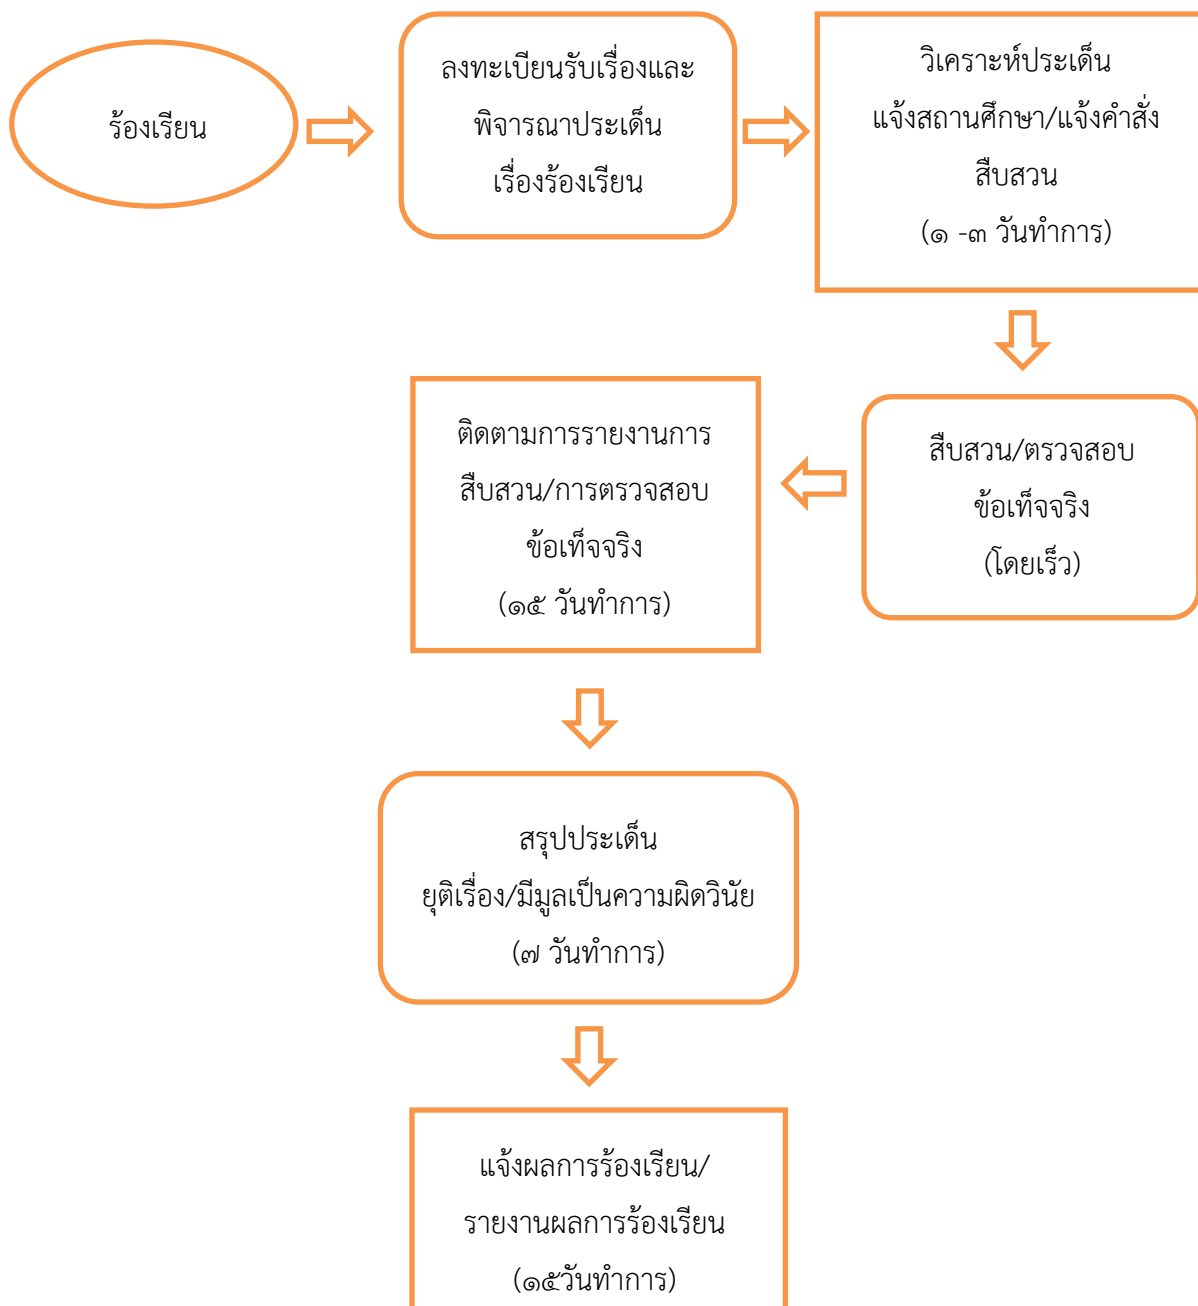 ร้องเรียน
ลงทะเบียนรับเรื่องและ
พิจารณาประเด็น
เรื่องร้องเรียน
วิเคราะห์ประเด็น
แจ้งสถานศึกษา/แจ้งคำสั่ง
สืบสวน
(๑ -๓ วันทำการ)
สืบสวน/ตรวจสอบ
ข้อเท็จจริง
(โดยเร็ว)
ติดตามการรายงานการ
สืบสวน/การตรวจสอบ
ข้อเท็จจริง
(๑๕ วันทำการ)
สรุปประเด็น
ยุติเรื่อง/มีมูลเป็นความผิดวินัย
(๗ วันทำการ)
แจ้งผลการร้องเรียน/
รายงานผลการร้องเรียน
(๑๕วันทำการ)